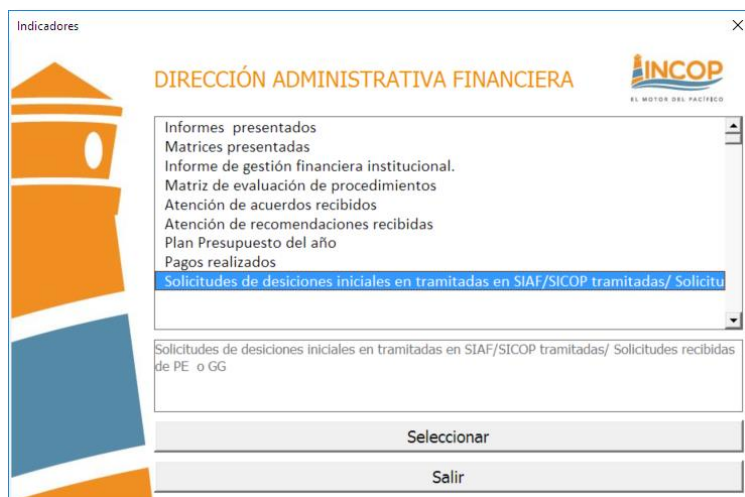 Indicadores
DIRECCIÓN ADMINISTRATIVA FINANCIERA
INCOP
EL MOTOR DEL PACÍFICO
Informes presentados
Matrices presentadas
Informe de gestión financiera institucional.
Matriz de evaluación de procedimientos
Atención de acuerdos recibidos
Atención de recomendaciones recibidas
Plan Presupuesto del año
Pagos realizados
Solicitudes de desiciones iniciales en tramitadas en SIAF/SICOP tramitadas/ Solicitu
Solicitudes de desiciones iniciales en tramitadas en SIAF/SICOP tramitadas/ Solicitudes recibidas
de PE o GG
Seleccionar
Salir